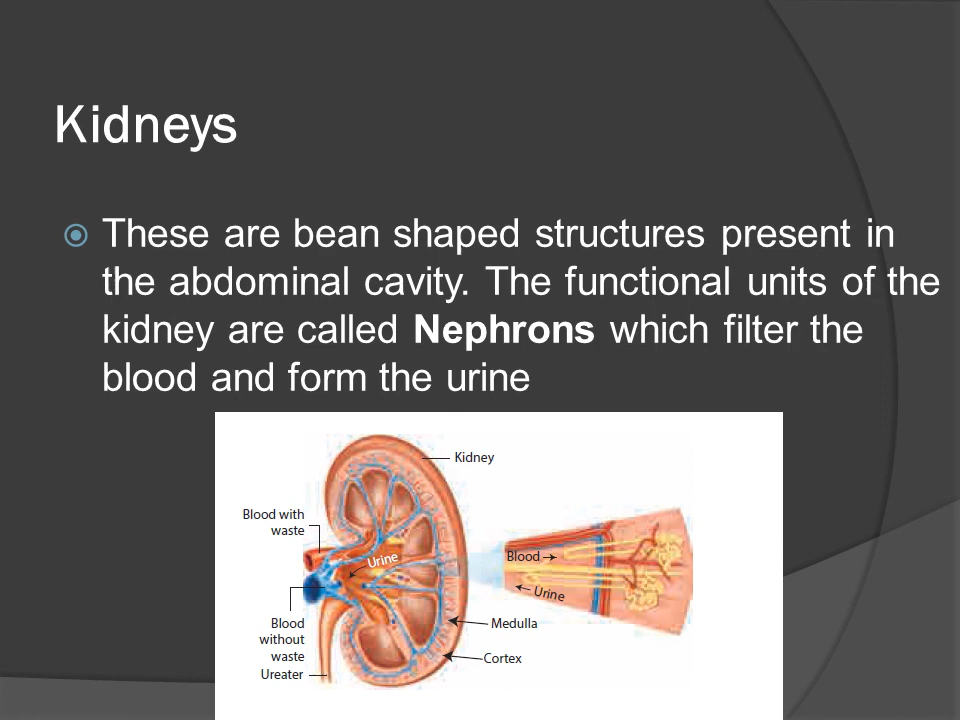 Kidneys
These are bean shaped structures present in
the abdominal cavity. The functional units of the
kidney are called Nephrons which filter the
blood and form the urine
Kidney
Blood with
waste
Urine
Blood
Urine
Blood
without
waste
Medulla
Cortex
Ureater